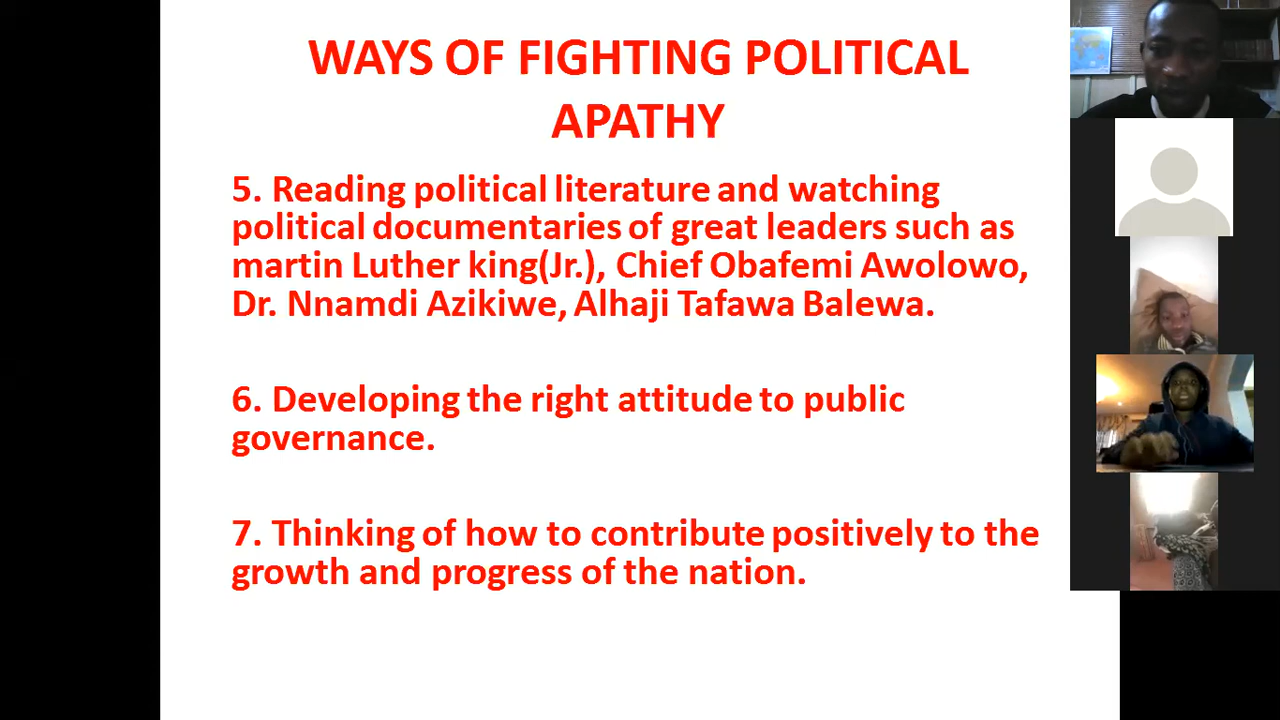 WAYS OF FIGHTING POLITICAL
APATHY
5. Reading political literature and watching
political documentaries of great leaders such as
martin Luther king(Jr.), Chief Obafemi Awolowo,
Dr. Nnamdi Azikiwe, Alhaji Tafawa Balewa.
6. Developing the right attitude to public
governance.
7. Thinking of how to contribute positively to the
growth and progress of the nation.